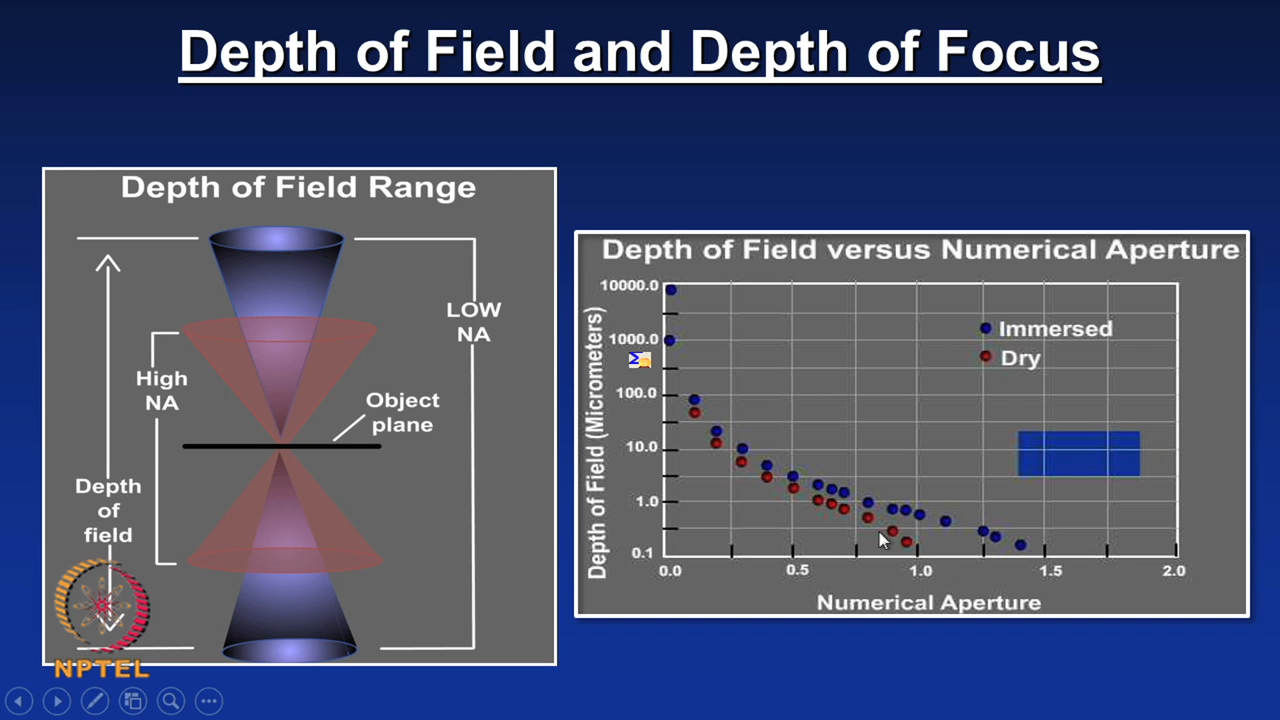 Depth of Field and Depth of Focus
Depth of Field Range
LOW
NA
High
NA
Object
plane
Depth
of
field
NPTEL
Depth of Field versus Numerical Aperture
Depth of Field (Micrometers)
10000.0
1000.0
100.0
10.0
1.0
0.1
Immersed
Dry
0.0 0.5 1.0 1.5 2.0
Numerical Aperture
Σ